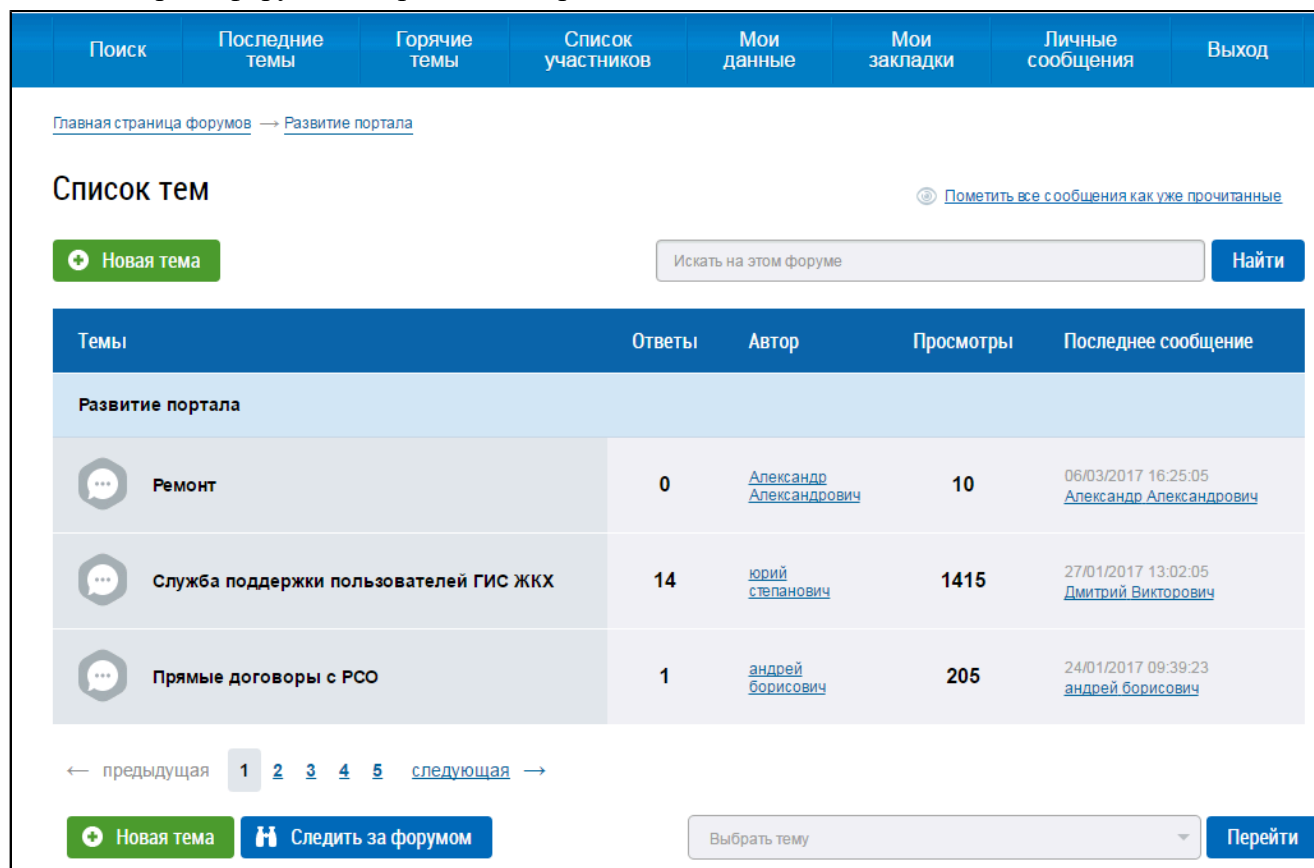 Поиск
Последние темы
Горячие темы
Список участников
Мои данные
Мои закладки
Личные сообщения
Выход
Главная страница форумов → Развитие портала
Список тем
Пометить все сообщения как уже прочитанные
Новая тема
Искать на этом форуме
Найти
Темы Ответы Автор Просмотры Последнее сообщение
Развитие портала
Ремонт 0 Александр Александрович 10 06/03/2017 16:25:05 Александр Александрович
Служба поддержки пользователей ГИС ЖКХ 14 юрий степанович 1415 27/01/2017 13:02:05 Дмитрий Викторович
Прямые договоры с РСО 1 андрей борисович 205 24/01/2017 09:39:23 андрей борисович
← предыдущая 1 2 3 4 5 следующая →
Новая тема
Следить за форумом
Выбрать тему
Перейти